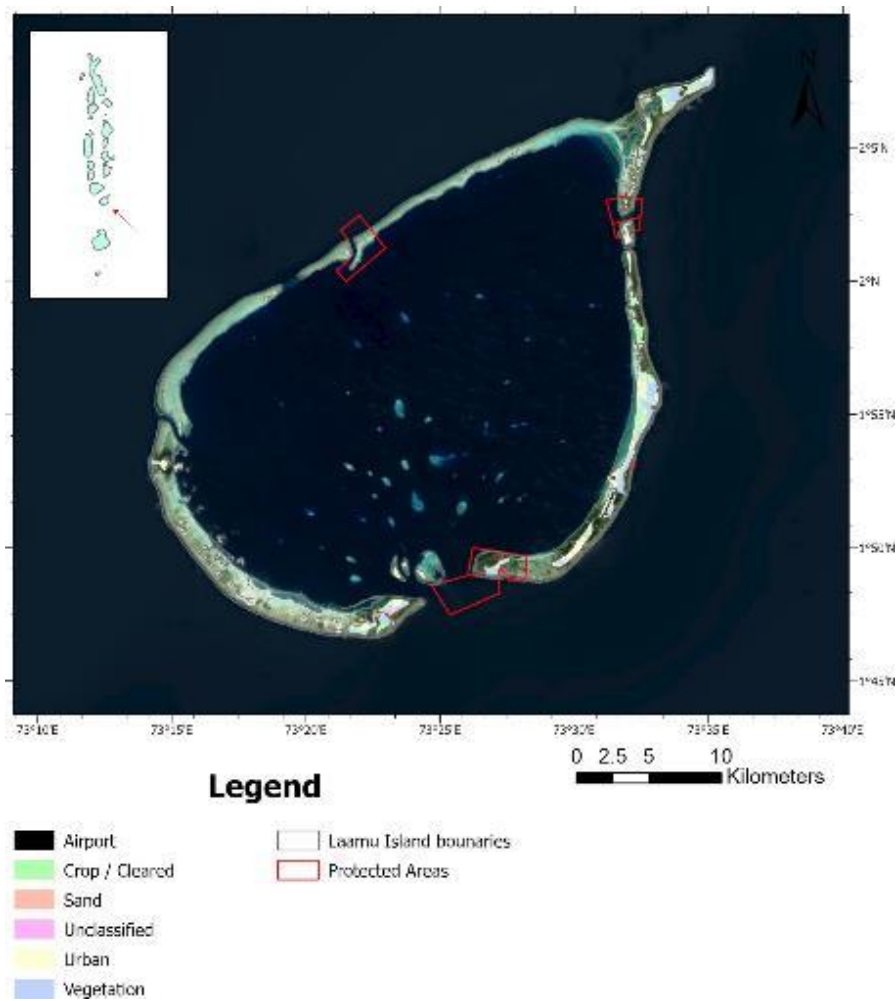 N
2°5'N
2°N
1°55'N
1°50'N
1°45'N
73°10'E 73°15'E 73°20'E 73°25'E 73°30'E 73°35'E 73°40'E
0 2.5 5 10
Kilometers
Legend
Airport
Crop / Cleared
Sand
Unclassified
Urban
Vegetation
Laamu Island bounaries
Protected Areas